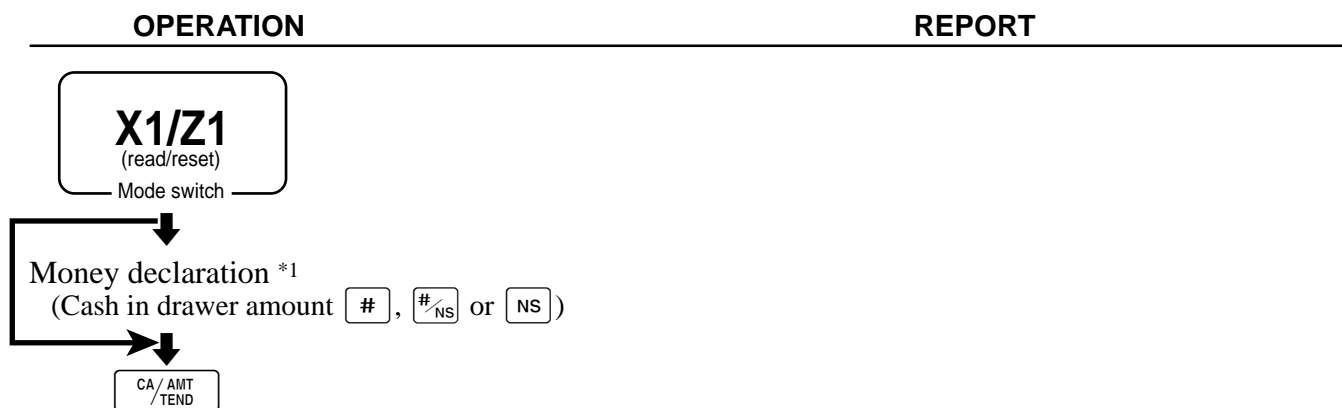 OPERATION REPORT
X1/Z1
(read/reset)
Mode switch
Money declaration *1
(Cash in drawer amount #, #/NS or NS)
CA/AMT
TEND